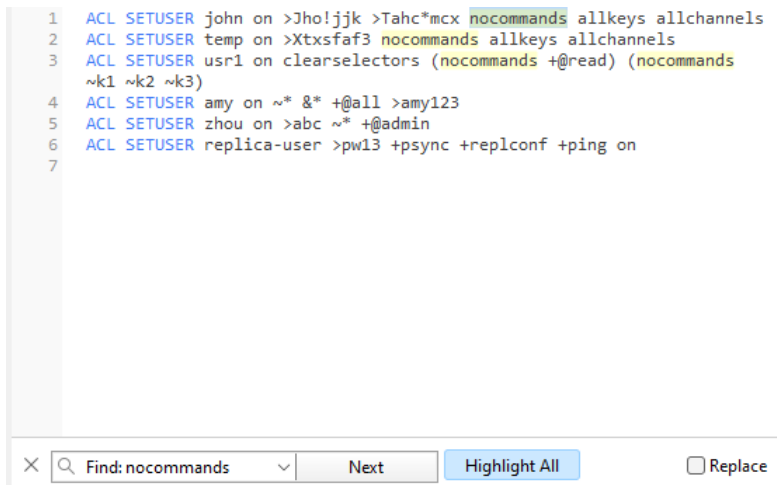 1 ACL SETUSER john on >Jho!jjk >Tahc*mcx nocommands allkeys allchannels
2 ACL SETUSER temp on >Xtxsfaf3 nocommands allkeys allchannels
3 ACL SETUSER usr1 on clearselectors (nocommands +@read) (nocommands
~k1 ~k2 ~k3)
4 ACL SETUSER amy on ~* &* +@all >amy123
5 ACL SETUSER zhou on >abc ~* +@admin
6 ACL SETUSER replica-user >pw13 +psync +replconf +ping on
7
Find: nocommands Next Highlight All Replace